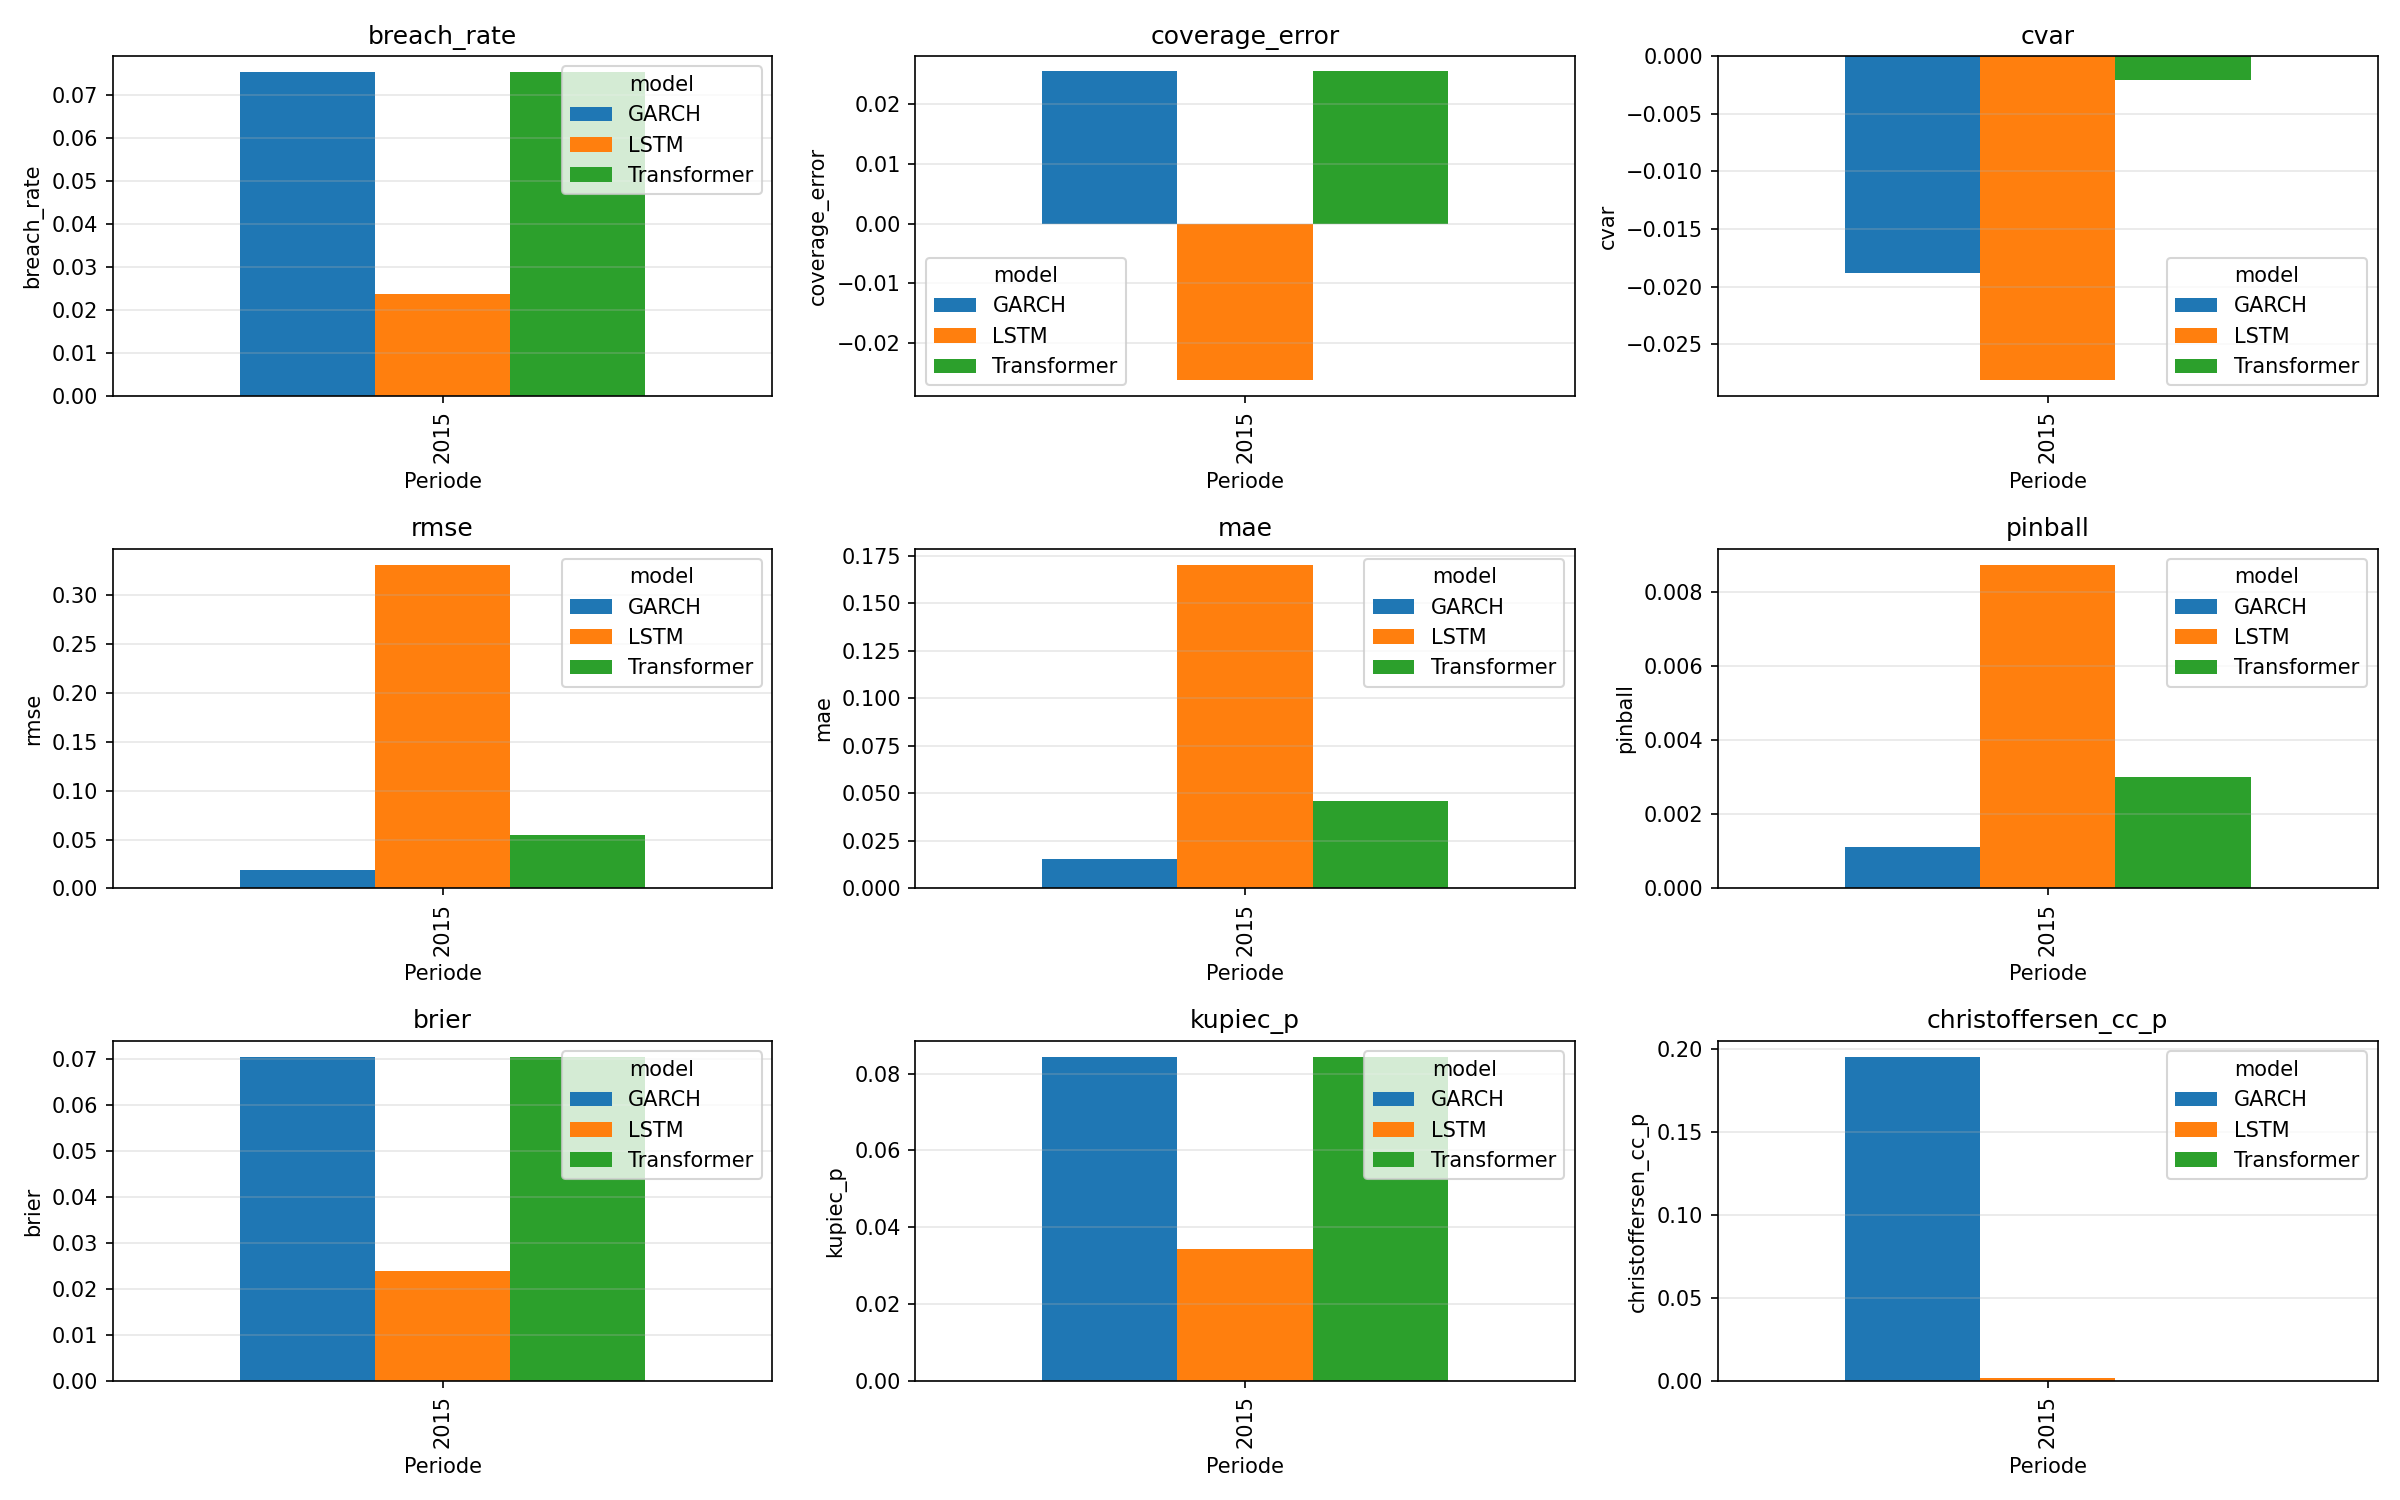 breach_rate
breach_rate
0.07
0.06
0.05
0.04
0.03
0.02
0.01
0.00
model
GARCH
LSTM
Transformer
2015
Periode
coverage_error
coverage_error
0.02
0.01
0.00
−0.01
−0.02
model
GARCH
LSTM
Transformer
2015
Periode
cvar
cvar
0.000
−0.005
−0.010
−0.015
−0.020
−0.025
model
GARCH
LSTM
Transformer
2015
Periode
rmse
rmse
0.30
0.25
0.20
0.15
0.10
0.05
0.00
model
GARCH
LSTM
Transformer
2015
Periode
mae
mae
0.175
0.150
0.125
0.100
0.075
0.050
0.025
0.000
model
GARCH
LSTM
Transformer
2015
Periode
pinball
pinball
0.008
0.006
0.004
0.002
0.000
model
GARCH
LSTM
Transformer
2015
Periode
brier
brier
0.07
0.06
0.05
0.04
0.03
0.02
0.01
0.00
model
GARCH
LSTM
Transformer
2015
Periode
kupiec_p
kupiec_p
0.08
0.06
0.04
0.02
0.00
model
GARCH
LSTM
Transformer
2015
Periode
christoffersen_cc_p
christoffersen_cc_p
0.20
0.15
0.10
0.05
0.00
model
GARCH
LSTM
Transformer
2015
Periode